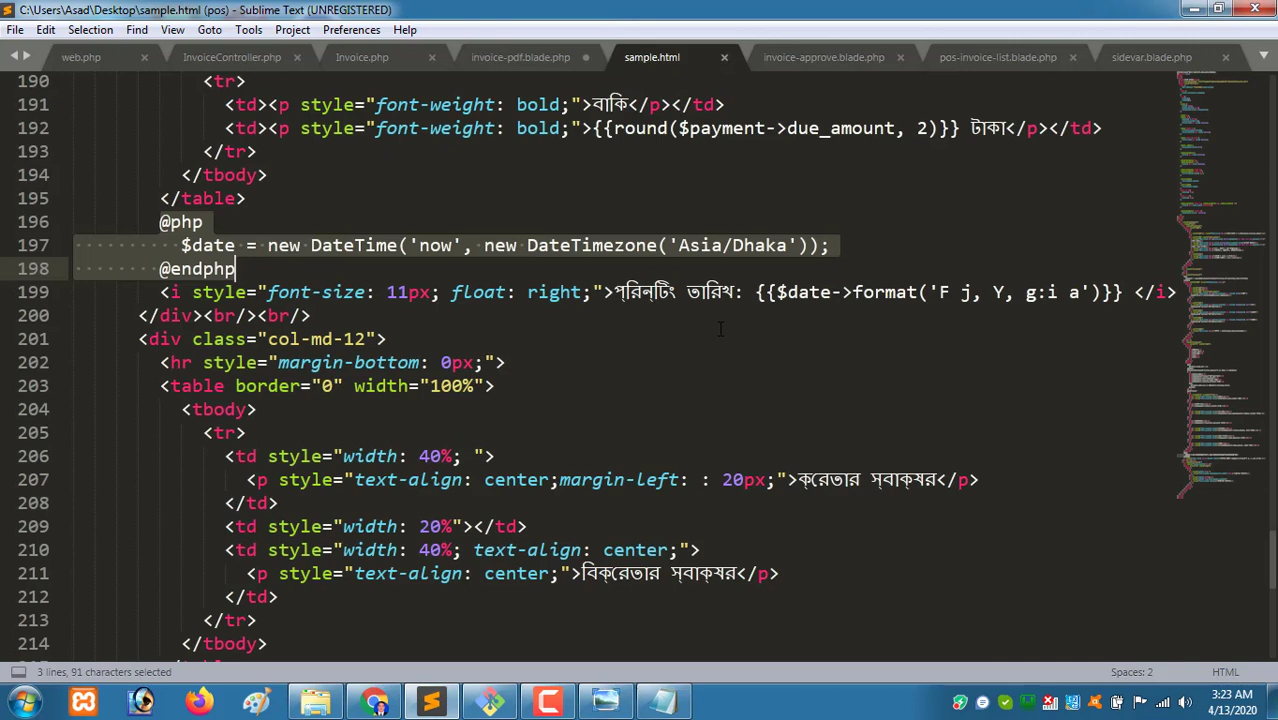 C:\Users\Asad\Desktop\sample.html (pos) - Sublime Text (UNREGISTERED)
File Edit Selection Find View Goto Tools Project Preferences Help
web.php InvoiceController.php Invoice.php invoice-pdf.blade.php sample.html invoice-approve.blade.php pos-invoice-list.blade.php sidevar.blade.php
190 <tr>
191 <td><p style="font-weight: bold;">বাকি</p></td>
192 <td><p style="font-weight: bold;">{{round($payment->due_amount, 2)}} টাকা</p></td>
193 </tr>
194 </tbody>
195 </table>
196 @php
197 $date = new DateTime('now', new DateTimezone('Asia/Dhaka'));
198 @endphp
199 <i style="font-size: 11px; float: right;">প্রিন্টিং তারিখ: {{$date->format('F j, Y, g:i a')}} </i>
200 </div><br/><br/>
201 <div class="col-md-12">
202 <hr style="margin-bottom: 0px;">
203 <table border="0" width="100%">
204 <tbody>
205 <tr>
206 <td style="width: 40%; ">
207 <p style="text-align: center;margin-left: : 20px;">ক্রেতার স্বাক্ষর</p>
208 </td>
209 <td style="width: 20%"></td>
210 <td style="width: 40%; text-align: center;">
211 <p style="text-align: center;">বিক্রেতার স্বাক্ষর</p>
212 </td>
213 </tr>
214 </tbody>
3 lines, 91 characters selected Spaces: 2 HTML
3:23 AM
4/13/2020